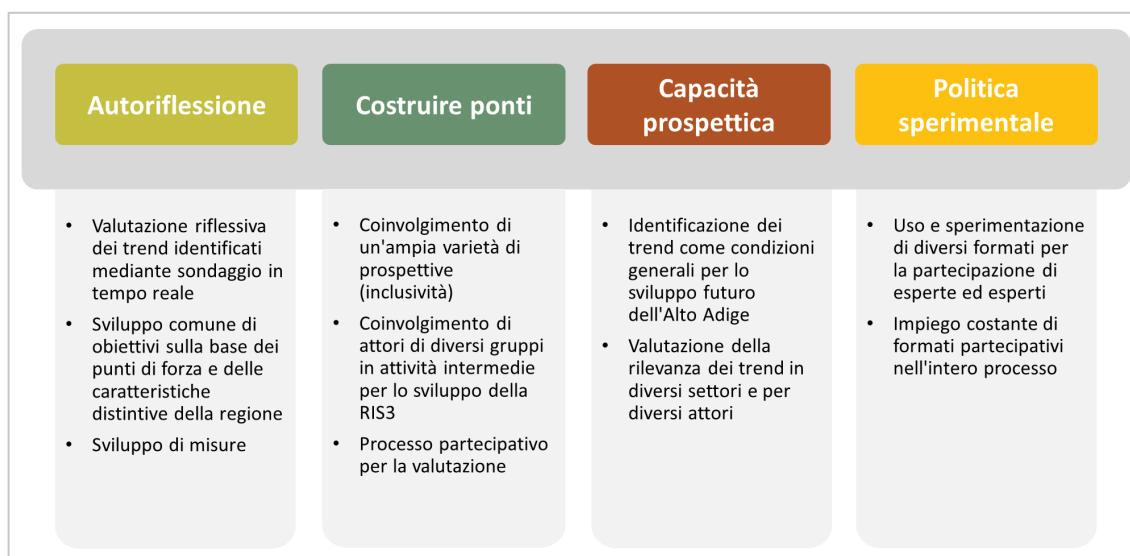 Autoriflessione
• Valutazione riflessiva
dei trend identificati
mediante sondaggio in
tempo reale
• Sviluppo comune di
obiettivi sulla base dei
punti di forza e delle
caratteristiche
distintive della regione
• Sviluppo di misure
Costruire ponti
• Coinvolgimento di
un'ampia varietà di
prospettive
(inclusività)
• Coinvolgimento di
attori di diversi gruppi
in attività intermedie
per lo sviluppo della
RIS3
• Processo partecipativo
per la valutazione
Capacità
prospettica
• Identificazione dei
trend come condizioni
generali per lo
sviluppo futuro
dell'Alto Adige
• Valutazione della
rilevanza dei trend in
diversi settori e per
diversi attori
Politica
sperimentale
• Uso e sperimentazione
di diversi formati per
la partecipazione di
esperte ed esperti
• Impiego costante di
formati partecipativi
nell'intero processo